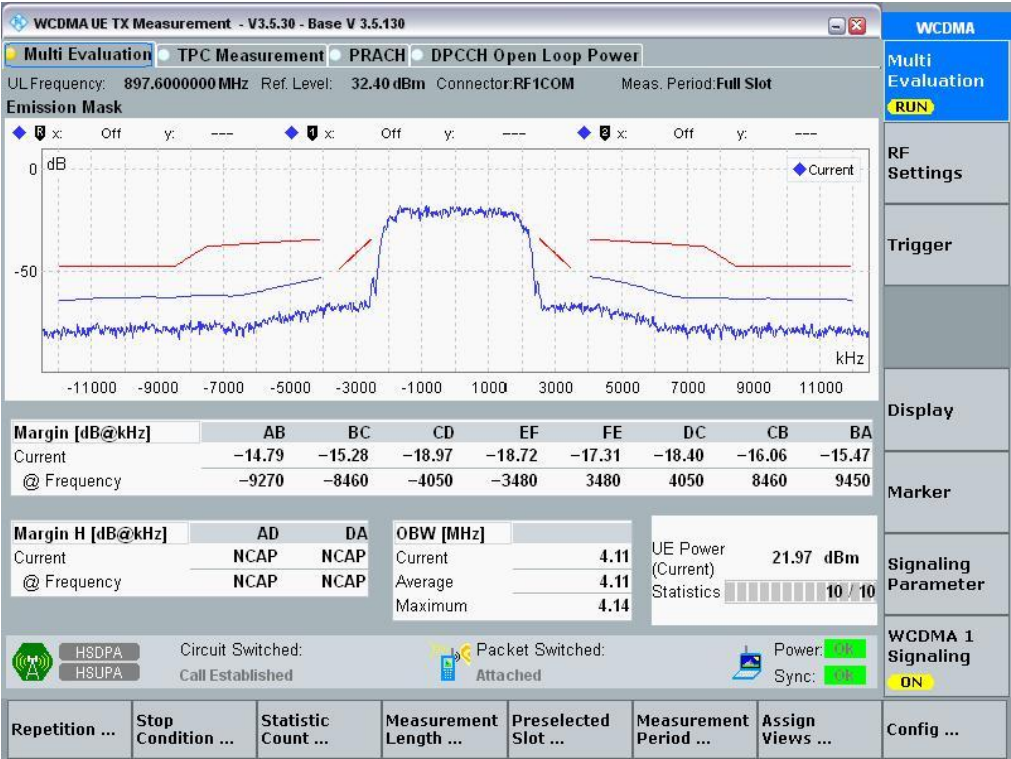 WCDMA UE TX Measurement - V3.5.30 - Base V 3.5.130
WCDMA
Multi Evaluation TPC Measurement PRACH DPCCH Open Loop Power
Multi
Evaluation
RUN
UL Frequency: 897.6000000 MHz Ref. Level: 32.40 dBm Connector:RF1COM Meas. Period:Full Slot
Emission Mask
R x: Off y: --- 1 x: Off y: --- 2 x: Off y: ---
RF
Settings
0 dB
Current
Trigger
-50
kHz
-11000 -9000 -7000 -5000 -3000 -1000 1000 3000 5000 7000 9000 11000
Display
Margin [dB@kHz] AB BC CD EF FE DC CB BA
Current −14.79 −15.28 −18.97 −18.72 −17.31 −18.40 −16.06 −15.47
@ Frequency −9270 −8460 −4050 −3480 3480 4050 8460 9450
Marker
Margin H [dB@kHz] AD DA
Current NCAP NCAP
@ Frequency NCAP NCAP
OBW [MHz]
Current 4.11
Average 4.11
Maximum 4.14
UE Power
(Current) 21.97 dBm
Statistics 10 / 10
Signaling
Parameter
HSDPA
HSUPA
Circuit Switched:
Call Established
Packet Switched:
Attached
Power: Ok
Sync: Ok
WCDMA 1
Signaling
ON
Repetition ...
Stop
Condition ...
Statistic
Count ...
Measurement
Length ...
Preselected
Slot ...
Measurement
Period ...
Assign
Views ...
Config ...